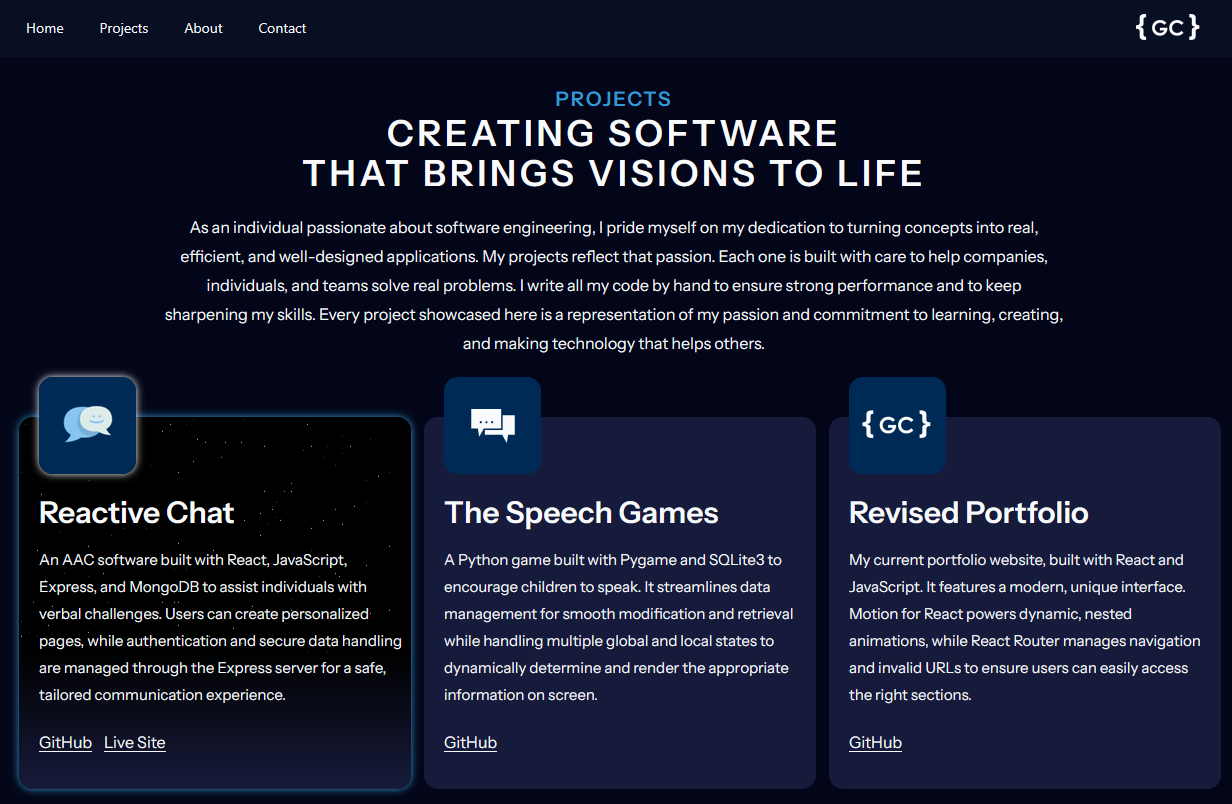 Home Projects About Contact { GC }
PROJECTS
CREATING SOFTWARE
THAT BRINGS VISIONS TO LIFE
As an individual passionate about software engineering, I pride myself on my dedication to turning concepts into real,
efficient, and well-designed applications. My projects reflect that passion. Each one is built with care to help companies,
individuals, and teams solve real problems. I write all my code by hand to ensure strong performance and to keep
sharpening my skills. Every project showcased here is a representation of my passion and commitment to learning, creating,
and making technology that helps others.
Reactive Chat
An AAC software built with React, JavaScript,
Express, and MongoDB to assist individuals with
verbal challenges. Users can create personalized
pages, while authentication and secure data handling
are managed through the Express server for a safe,
tailored communication experience.
GitHub Live Site
The Speech Games
A Python game built with Pygame and SQLite3 to
encourage children to speak. It streamlines data
management for smooth modification and retrieval
while handling multiple global and local states to
dynamically determine and render the appropriate
information on screen.
GitHub
{ GC }
Revised Portfolio
My current portfolio website, built with React and
JavaScript. It features a modern, unique interface.
Motion for React powers dynamic, nested
animations, while React Router manages navigation
and invalid URLs to ensure users can easily access
the right sections.
GitHub